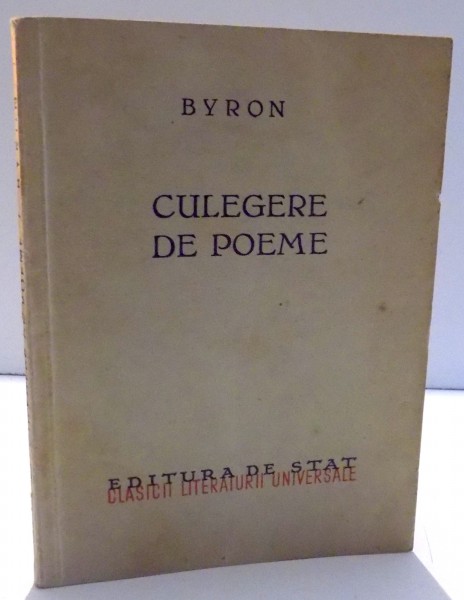 BYRON
CULEGERE
DE POEME
EDITURA DE STAT
CLASICII LITERATURII UNIVERSALE